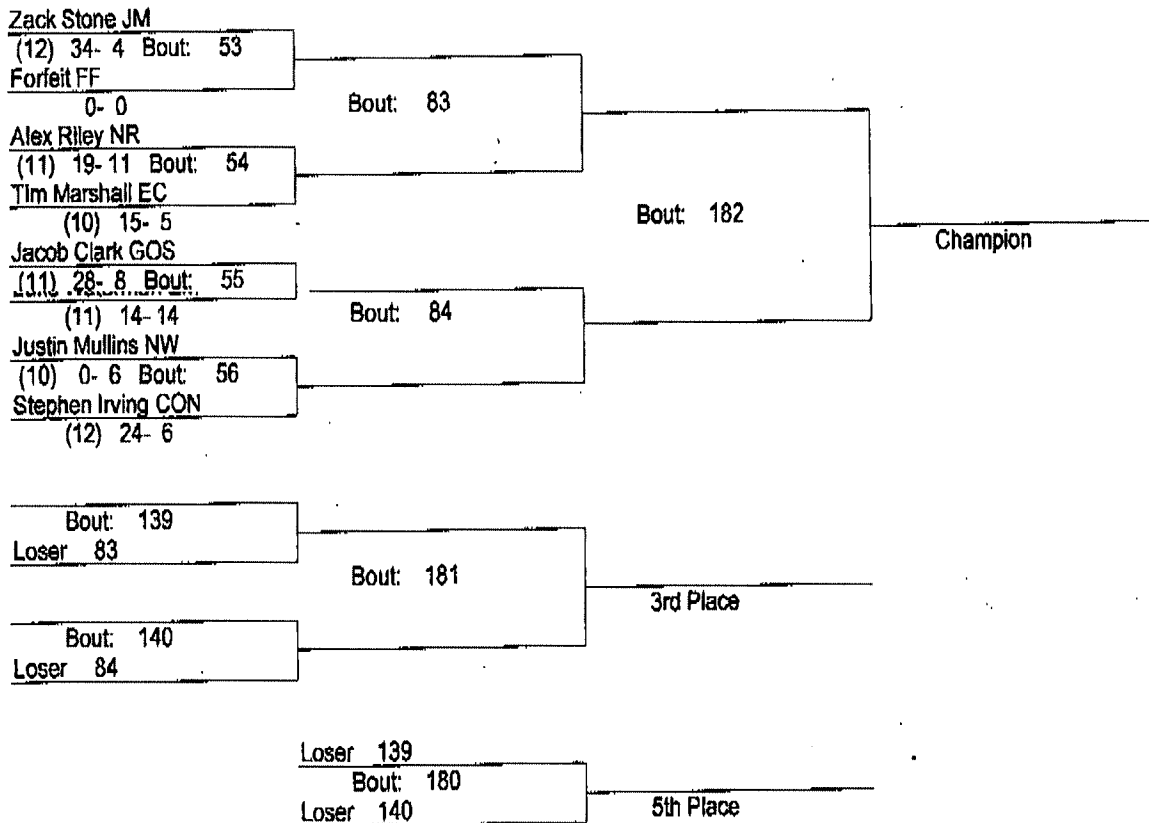 Zack Stone JM
(12) 34- 4 Bout: 53
Forfeit FF
0- 0
Bout: 83
Alex Riley NR
(11) 19- 11 Bout: 54
Tim Marshall EC
(10) 15- 5
Bout: 182
Champion
Jacob Clark GOS
(11) 28- 8 Bout: 55
(11) 14- 14
Bout: 84
Justin Mullins NW
(10) 0- 6 Bout: 56
Stephen Irving CON
(12) 24- 6
Bout: 139
Loser 83
Bout: 181
3rd Place
Bout: 140
Loser 84
Loser 139
Bout: 180
Loser 140
5th Place